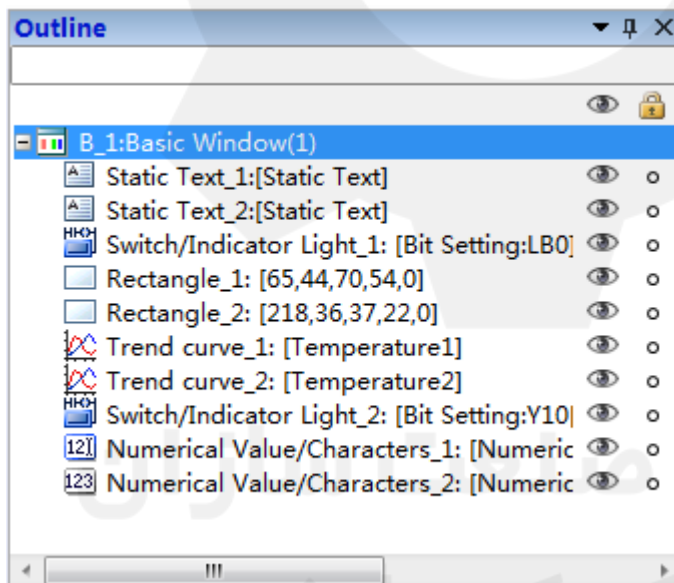 Outline
B_1:Basic Window(1)
Static Text_1:[Static Text]
Static Text_2:[Static Text]
Switch/Indicator Light_1: [Bit Setting:LB0]
Rectangle_1: [65,44,70,54,0]
Rectangle_2: [218,36,37,22,0]
Trend curve_1: [Temperature1]
Trend curve_2: [Temperature2]
Switch/Indicator Light_2: [Bit Setting:Y10
Numerical Value/Characters_1: [Numeric
Numerical Value/Characters_2: [Numeric